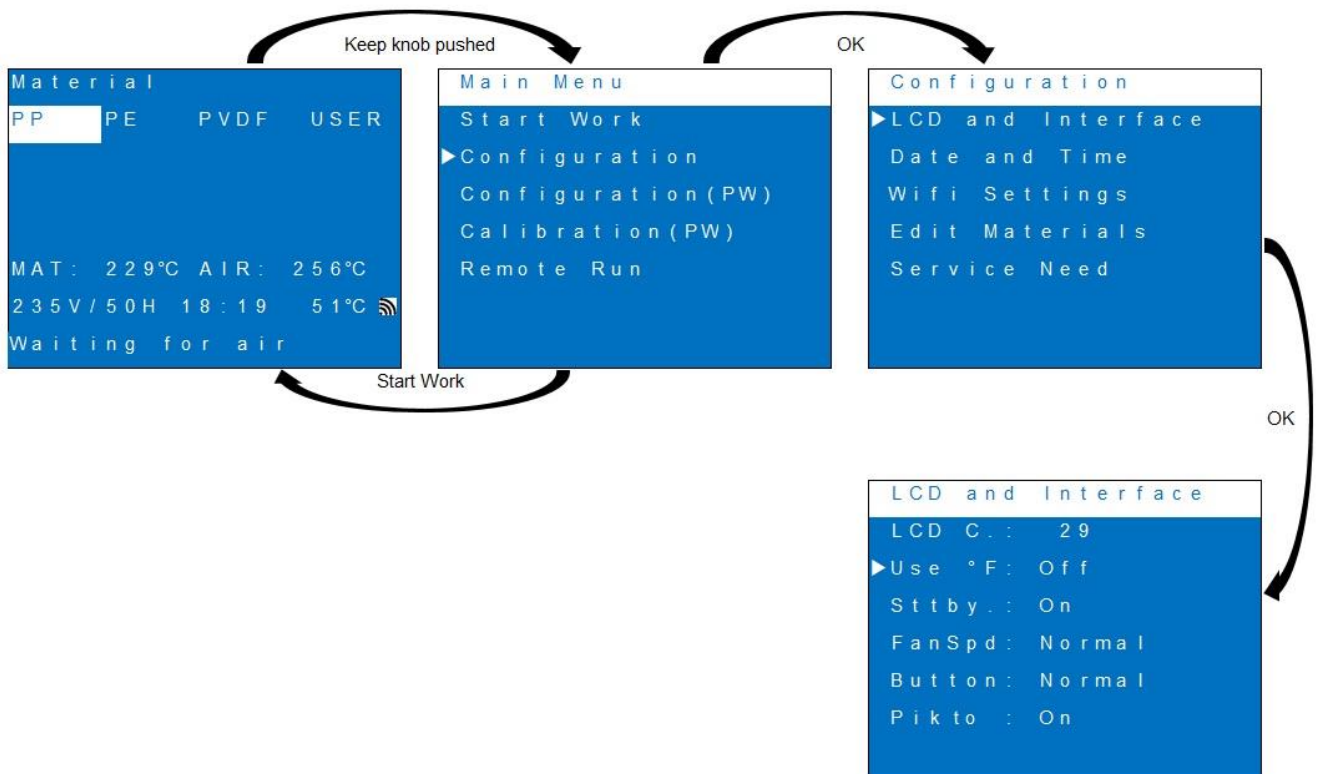 Keep knob pushed
OK
Material
PP PE PVDF USER
MAT: 229°C AIR: 256°C
235V/50H 18:19 51°C
Waiting for air
Main Menu
Start Work
Configuration
Configuration(PW)
Calibration(PW)
Remote Run
Configuration
LCD and Interface
Date and Time
Wifi Settings
Edit Materials
Service Need
Start Work
OK
LCD and Interface
LCD C.: 29
Use °F: Off
Sttby.: On
FanSpd: Normal
Button: Normal
Pikto : On